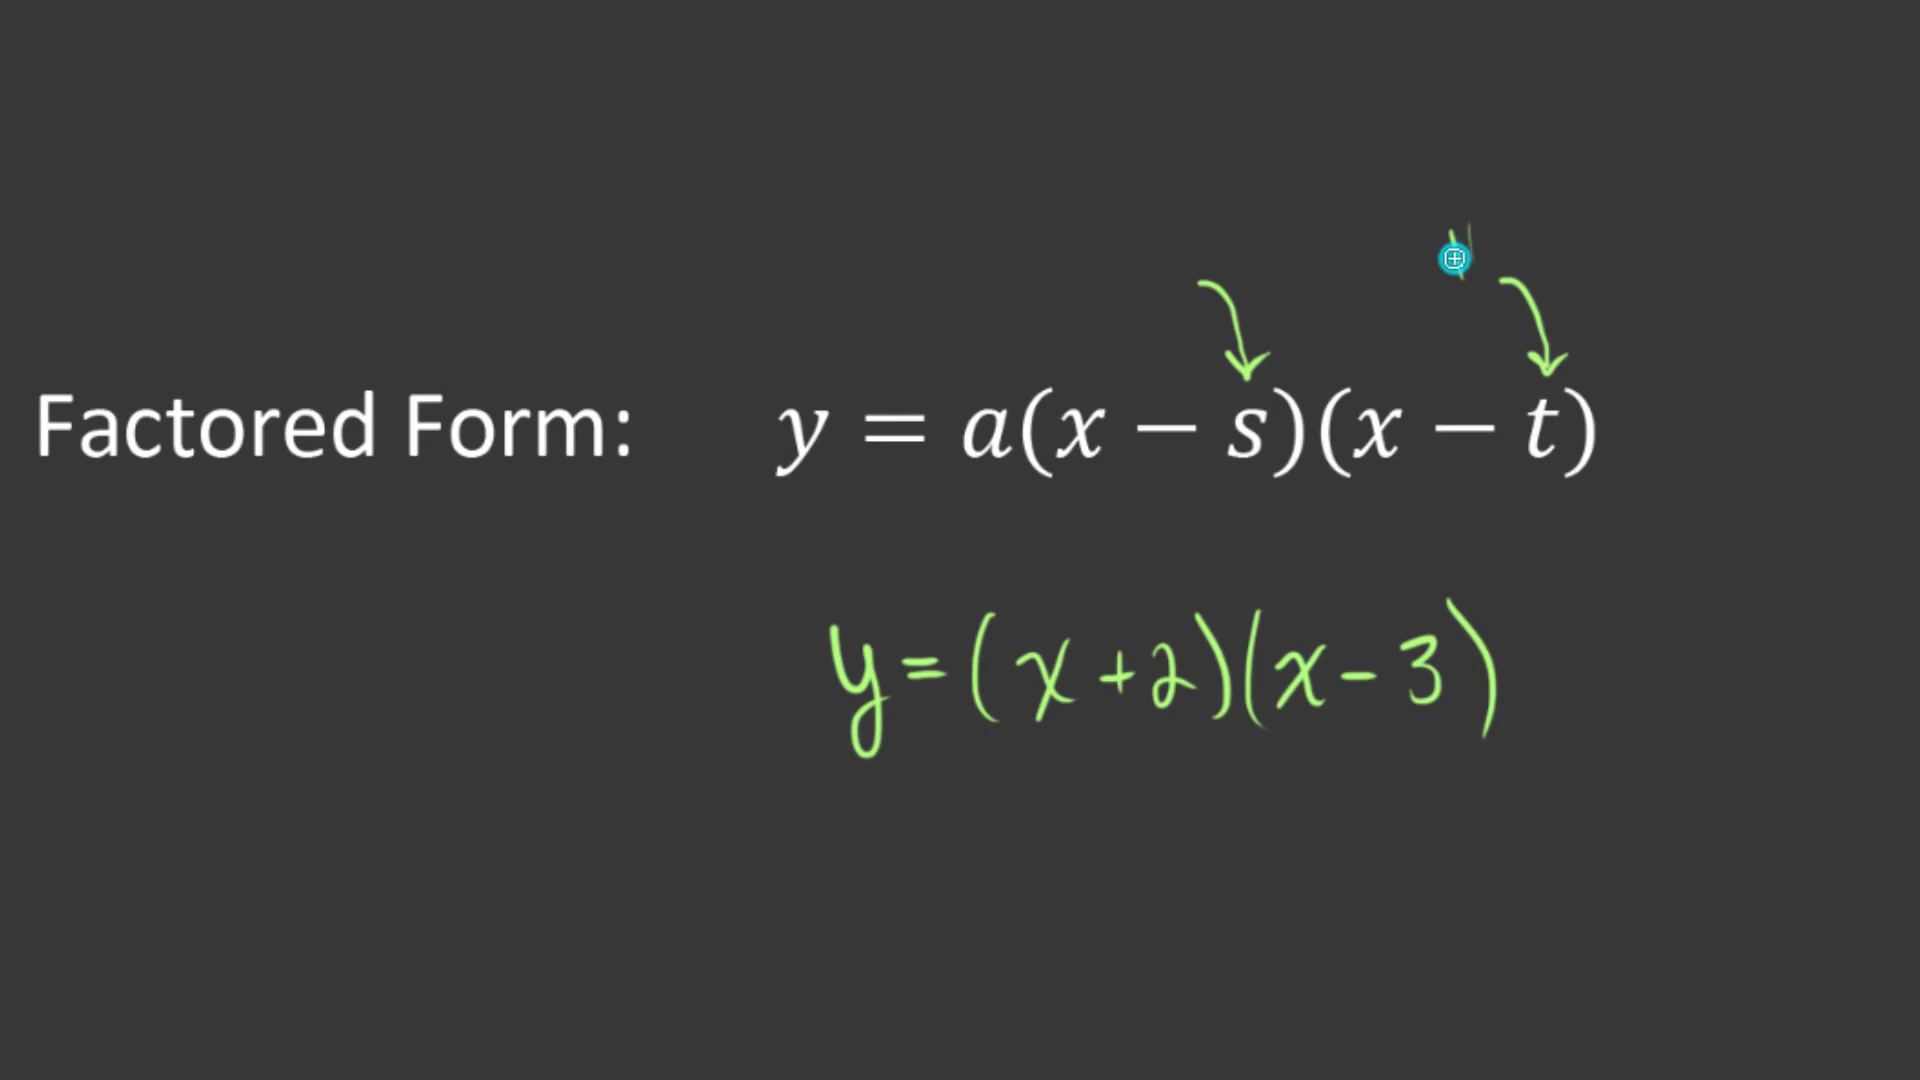 Factored Form: y = a(x − s)(x − t)
y = (x + 2)(x − 3)